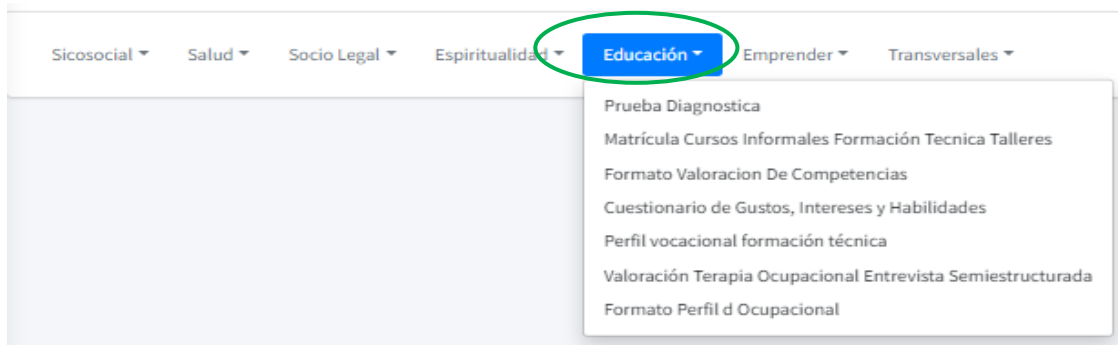 Sicosocial Salud Socio Legal Espiritualidad Educación Emprender Transversales
Prueba Diagnostica
Matrícula Cursos Informales Formación Tecnica Talleres
Formato Valoracion De Competencias
Cuestionario de Gustos, Intereses y Habilidades
Perfil vocacional formación técnica
Valoración Terapia Ocupacional Entrevista Semiestructurada
Formato Perfil d Ocupacional